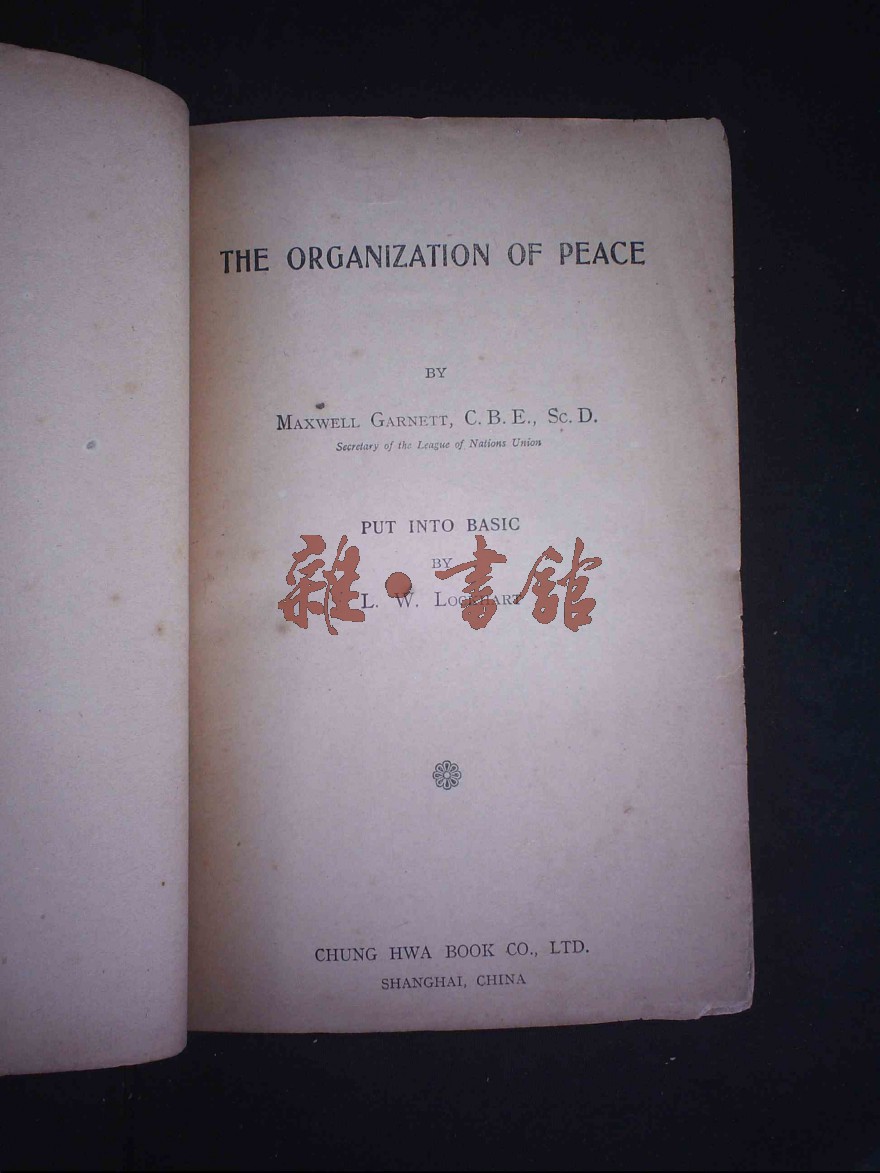 THE ORGANIZATION OF PEACE
BY
MAXWELL GARNETT, C. B. E., SC. D.
Secretary of the League of Nations Union
PUT INTO BASIC
BY
L. W. LOCKHART
雜·書館
CHUNG HWA BOOK CO., LTD.
SHANGHAI, CHINA